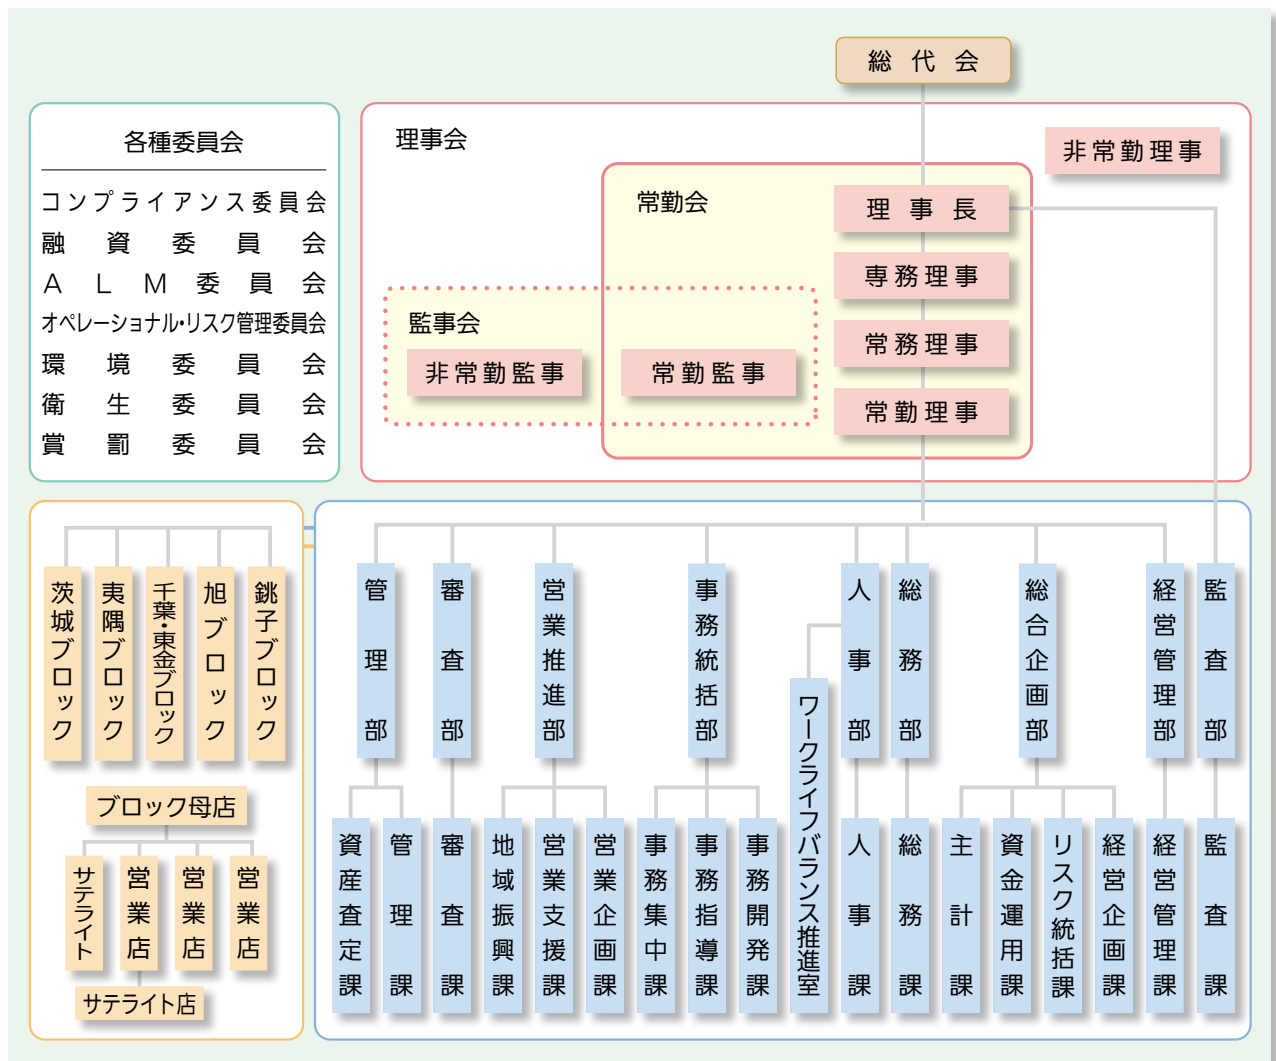 総代会
各種委員会
コンプライアンス委員会
融資委員会
ALM委員会
オペレーショナル・リスク管理委員会
環境委員会
衛生委員会
賞罰委員会
理事会
非常勤理事
常勤会
理事長
専務理事
常務理事
常勤理事
監事会
非常勤監事
常勤監事
茨城ブロック
夷隅ブロック
千葉・東金ブロック
旭ブロック
銚子ブロック
ブロック母店
サテライト
営業店
営業店
営業店
サテライト店
管理部
審査部
営業推進部
事務統括部
人事部
総務部
総合企画部
経営管理部
監査部
ワークライフバランス推進室
資産査定課
管理課
審査課
地域振興課
営業支援課
営業企画課
事務集中課
事務指導課
事務開発課
人事課
総務課
主計課
資金運用課
リスク統括課
経営企画課
経営管理課
監査課